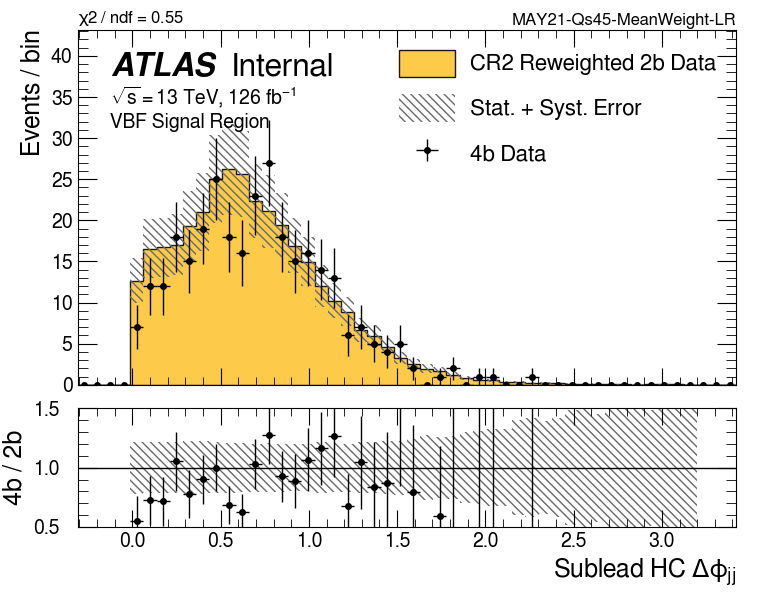 χ² / ndf = 0.55 MAY21-Qs45-MeanWeight-LR
Events / bin
40
35
30
25
20
15
10
5
0
ATLAS Internal
√s = 13 TeV, 126 fb⁻¹
VBF Signal Region
CR2 Reweighted 2b Data
Stat. + Syst. Error
4b Data
4b / 2b
1.5
1.0
0.5
0.0 0.5 1.0 1.5 2.0 2.5 3.0
Sublead HC Δϕjj